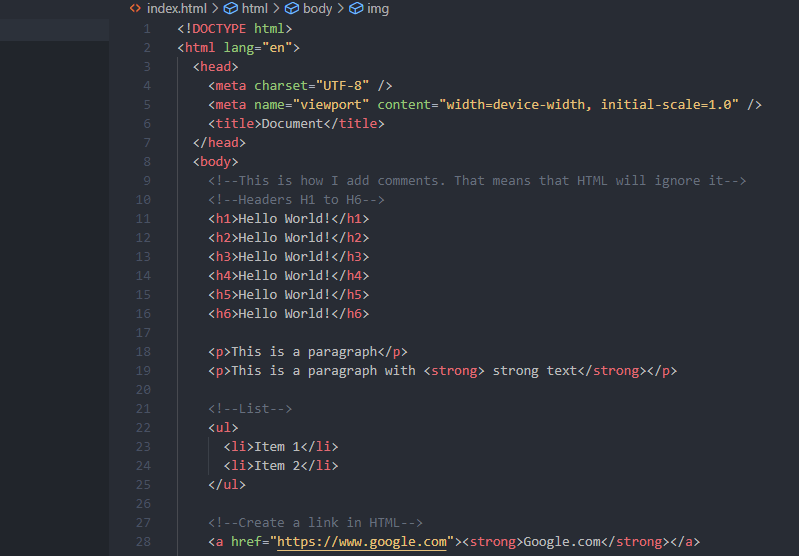 index.html > html > body > img
1 <!DOCTYPE html>
2 <html lang="en">
3 <head>
4 <meta charset="UTF-8" />
5 <meta name="viewport" content="width=device-width, initial-scale=1.0" />
6 <title>Document</title>
7 </head>
8 <body>
9 <!--This is how I add comments. That means that HTML will ignore it-->
10 <!--Headers H1 to H6-->
11 <h1>Hello World!</h1>
12 <h2>Hello World!</h2>
13 <h3>Hello World!</h3>
14 <h4>Hello World!</h4>
15 <h5>Hello World!</h5>
16 <h6>Hello World!</h6>
17
18 <p>This is a paragraph</p>
19 <p>This is a paragraph with <strong> strong text</strong></p>
20
21 <!--List-->
22 <ul>
23 <li>Item 1</li>
24 <li>Item 2</li>
25 </ul>
26
27 <!--Create a link in HTML-->
28 <a href="https://www.google.com"><strong>Google.com</strong></a>